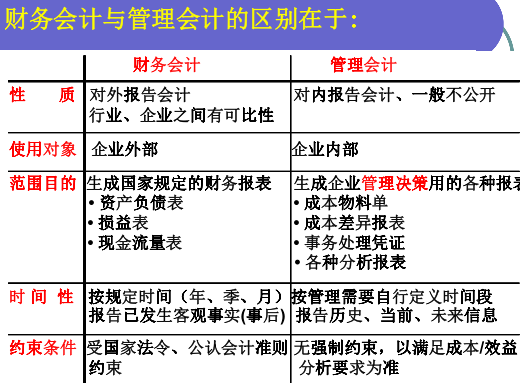 财务会计与管理会计的区别在于：
财务会计 管理会计
性 质 对外报告会计 对内报告会计、一般不公开
行业、企业之间有可比性
使用对象 企业外部 企业内部
范围目的 生成国家规定的财务报表 生成企业管理决策用的各种报表
• 资产负债表 • 成本物料单
• 损益表 • 成本差异报表
• 现金流量表 • 事务处理凭证
• 各种分析报表
时 间 性 按规定时间（年、季、月） 按管理需要自行定义时间段
报告已发生客观事实(事后) 报告历史、当前、未来信息
约束条件 受国家法令、公认会计准则 无强制约束，以满足成本/效益
约束 分析要求为准